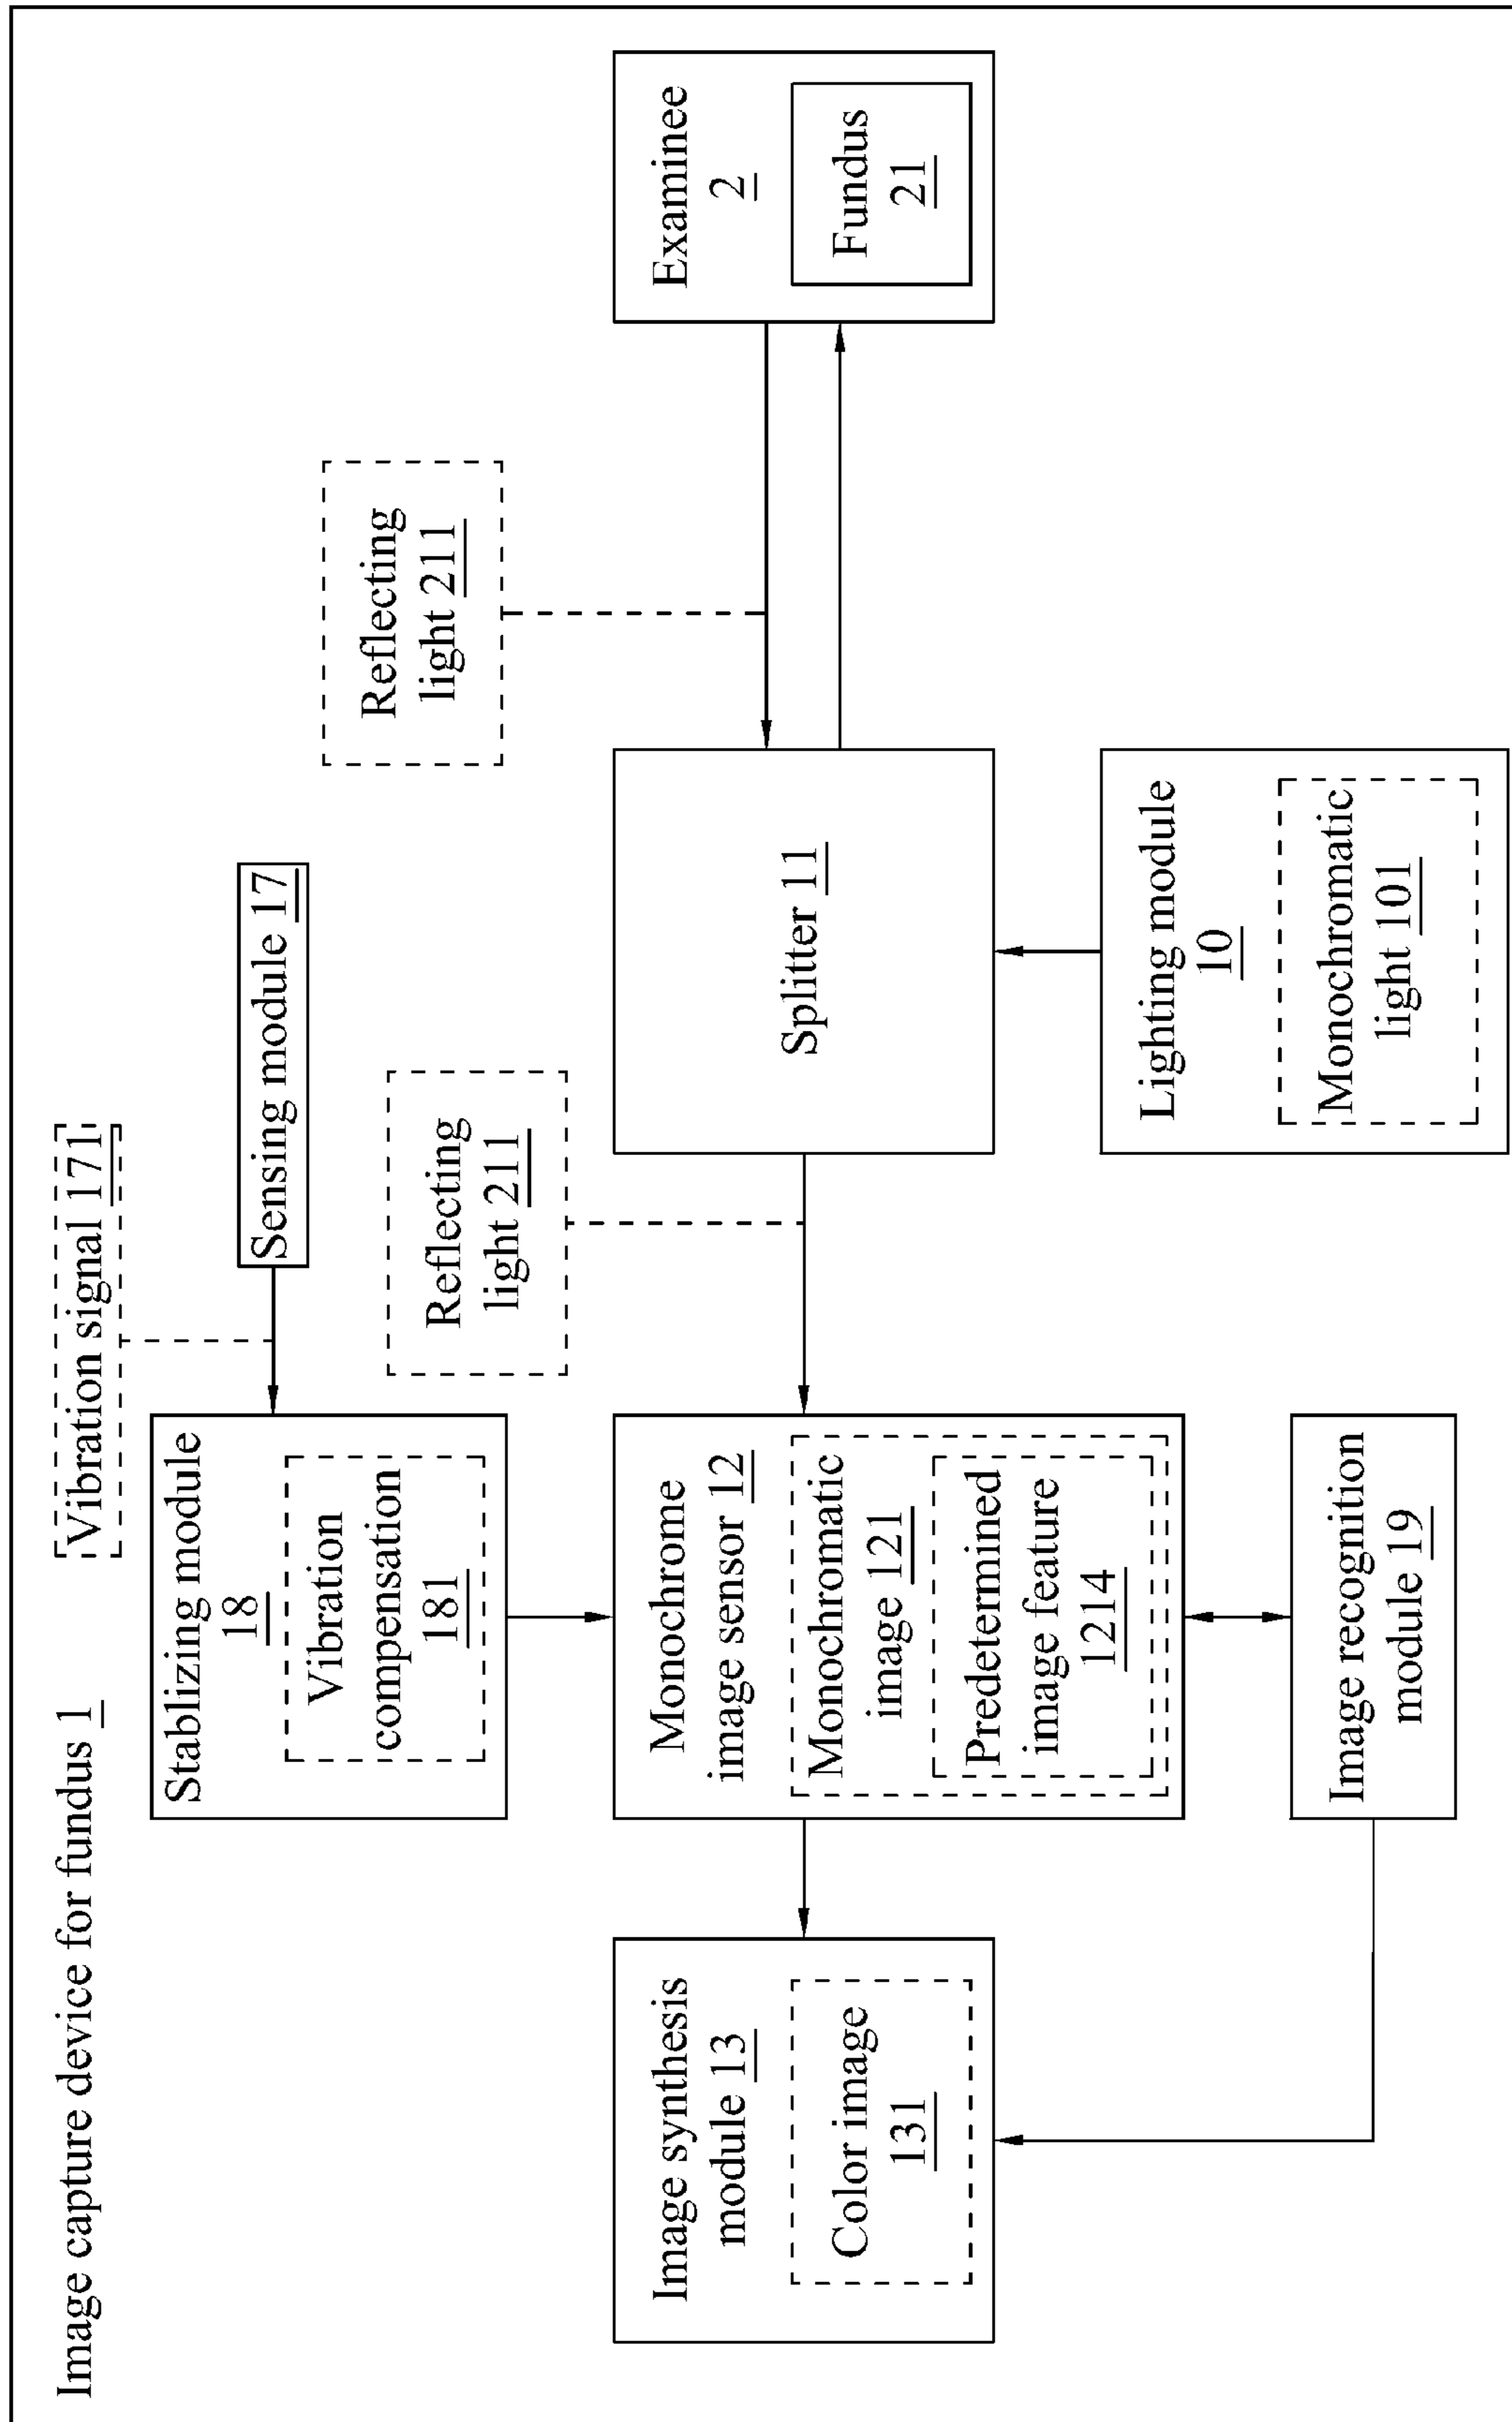 Image capture device for fundus 1
Vibration signal 171
Stablizing module
18
Vibration
compensation
181
Sensing module 17
Reflecting
light 211
Reflecting
light 211
Image synthesis
module 13
Color image
131
Monochrome
image sensor 12
Monochromatic
image 121
Predetermined
image feature
1214
Splitter 11
Examinee
2
Fundus
21
Image recognition
module 19
Lighting module
10
Monochromatic
light 101